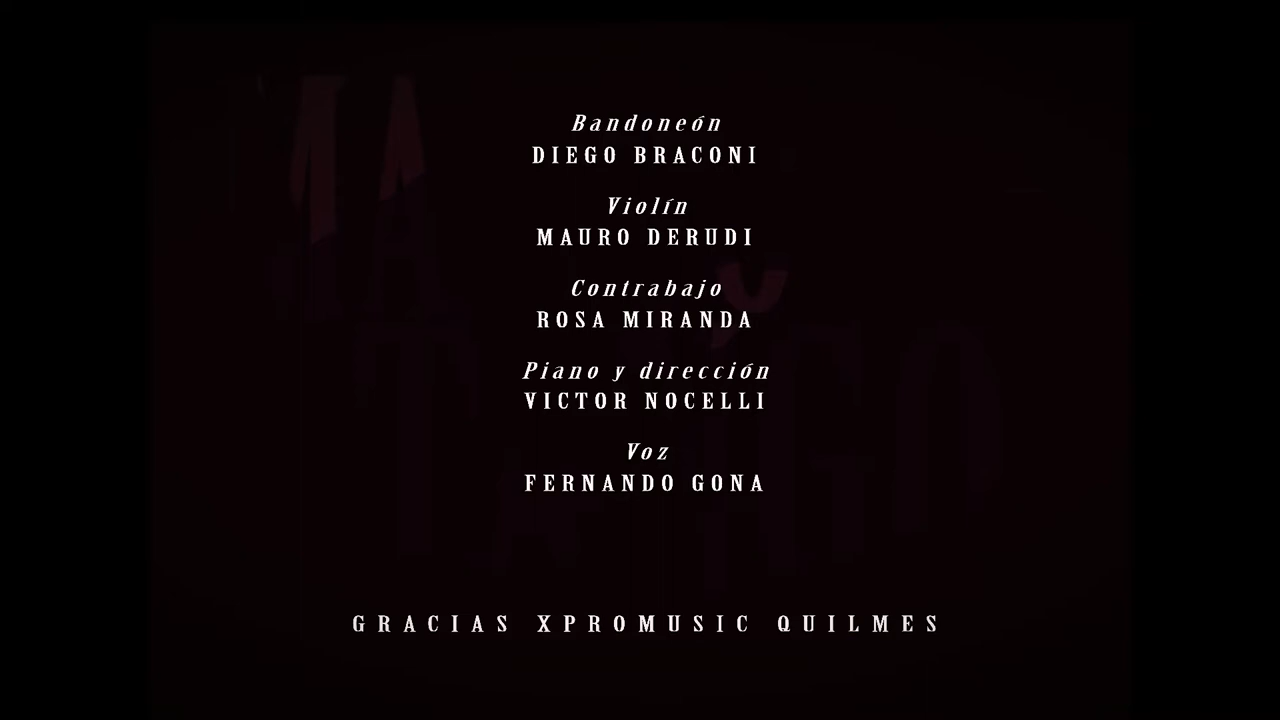 Bandoneón
DIEGO BRACONI
Violín
MAURO DERUDI
Contrabajo
ROSA MIRANDA
Piano y dirección
VICTOR NOCELLI
Voz
FERNANDO GONA
GRACIAS XPROMUSIC QUILMES